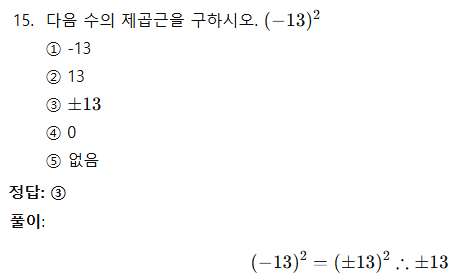 15. 다음 수의 제곱근을 구하시오. (−13)²
① -13
② 13
③ ±13
④ 0
⑤ 없음
정답: ③
풀이:
(−13)² = (±13)² ∴ ±13